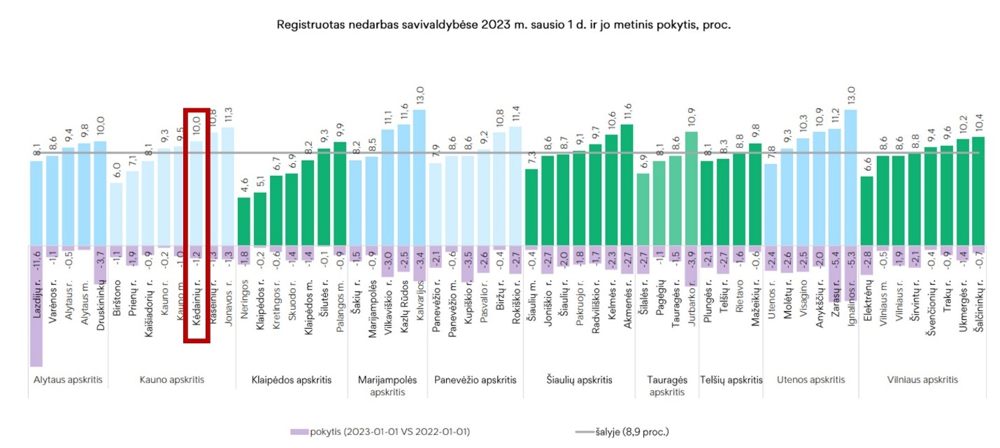 Registruotas nedarbas savivaldybėse 2023 m. sausio 1 d. ir jo metinis pokytis, proc.
8,1 8,6 9,4 9,8 10,0 6,0 7,1 8,1 9,3 9,5 10,0 10,8 11,3 4,6 5,1 6,7 6,9 8,2 9,3 9,9 8,2 8,5 11,1 11,6 13,0 7,9 8,6 8,6 9,2 10,8 11,4 7,3 8,6 8,7 9,1 9,7 10,6 11,6 6,9 8,1 8,6 10,9 8,1 8,3 8,8 9,8 7,8 9,3 10,3 10,9 11,2 13,0 6,6 8,6 8,6 8,8 9,4 9,6 10,2 10,4
-11,6 -1,1 -0,5 -3,7 -1,1 -1,9 -0,9 -0,2 -1,0 -1,2 -1,3 -1,3 -1,8 -0,2 -0,6 -1,4 -1,4 -0,1 -0,9 -1,5 -0,9 -3,0 -2,5 -3,4 -2,1 -0,6 -3,5 -2,6 -0,4 -2,7 -0,4 -2,7 -2,0 -1,8 -1,7 -2,3 -2,7 -2,7 -1,1 -1,5 -3,9 -2,1 -2,7 -1,6 -0,6 -2,4 -2,6 -2,5 -2,0 -5,4 -5,3 -2,8 -0,5 -1,9 -2,1 -0,4 -0,9 -1,4 -0,7
Lazdijų r. Varėnos r. Alytaus r. Alytaus m. Druskininkų Birštono Prienų r. Kaišiadorių r. Kauno r. Kauno m. Kėdainių r. Raseinių r. Jonavos r. Neringos Klaipėdos r. Kretingos r. Skuodo r. Klaipėdos m. Šilutės r. Palangos m. Šakių r. Marijampolės Vilkaviškio r. Kazlų Rūdos Kalvarijos Panevėžio r. Panevėžio m. Kupiškio r. Pasvalio r. Biržų r. Rokiškio r. Šiaulių m. Joniškio r. Šiaulių r. Pakruojo r. Radviliškio r. Kelmės r. Akmenės r. Šilalės r. Pagėgių Tauragės r. Jurbarko r. Plungės r. Telšių r. Rietavo Mažeikių r. Utenos r. Molėtų r. Visagino Anykščių r. Zarasų r. Ignalinos r. Elektrėnų Vilniaus m. Vilniaus r. Širvintų r. Švenčionių r. Trakų r. Ukmergės r. Šalčininkų r.
Alytaus apskritis Kauno apskritis Klaipėdos apskritis Marijampolės Panevėžio apskritis Šiaulių apskritis Tauragės Telšių apskritis Utenos apskritis Vilniaus apskritis
apskritis apskritis
pokytis (2023-01-01 VS 2022-01-01) šalyje (8,9 proc.)